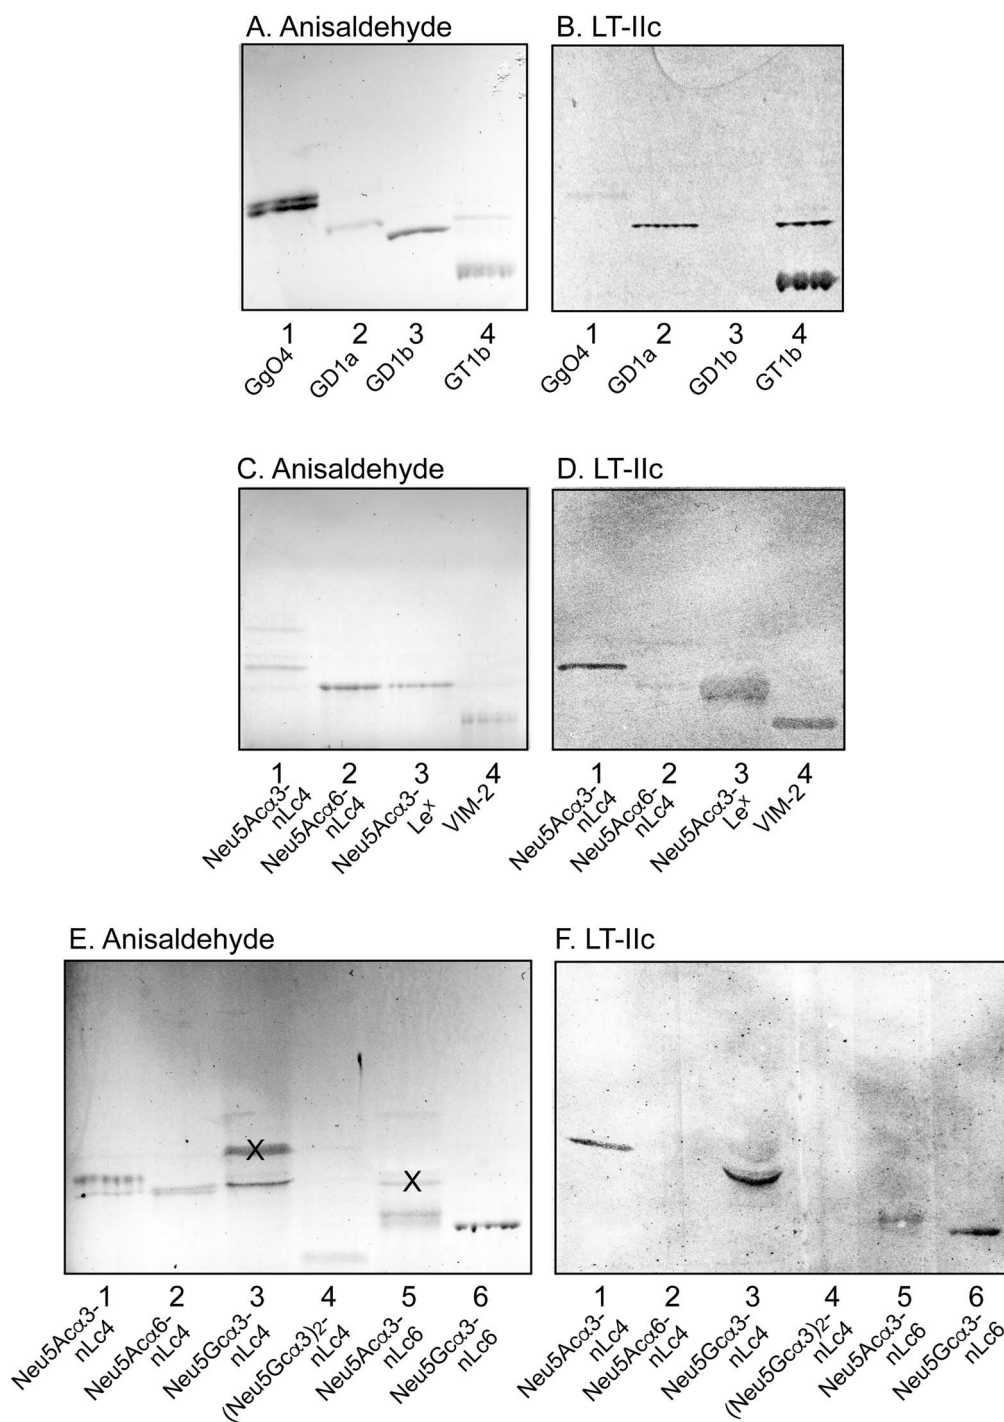 A. Anisaldehyde
B. LT-IIc
1 2 3 4
GgO4 GD1a GD1b GT1b
1 2 3 4
GgO4 GD1a GD1b GT1b
C. Anisaldehyde
D. LT-IIc
1 2 3 4
Neu5Acα3-
nLc4
Neu5Acα6-
nLc4
Neu5Acα3-
Leˣ
VIM-2
1 2 3 4
Neu5Acα3-
nLc4
Neu5Acα6-
nLc4
Neu5Acα3-
Leˣ
VIM-2
E. Anisaldehyde
F. LT-IIc
X
X
1 2 3 4 5 6
Neu5Acα3-
nLc4
Neu5Acα6-
nLc4
Neu5Gcα3-
nLc4
(Neu5Gcα3)2-
nLc4
Neu5Acα3-
nLc6
Neu5Gcα3-
nLc6
1 2 3 4 5 6
Neu5Acα3-
nLc4
Neu5Acα6-
nLc4
Neu5Gcα3-
nLc4
(Neu5Gcα3)2-
nLc4
Neu5Acα3-
nLc6
Neu5Gcα3-
nLc6